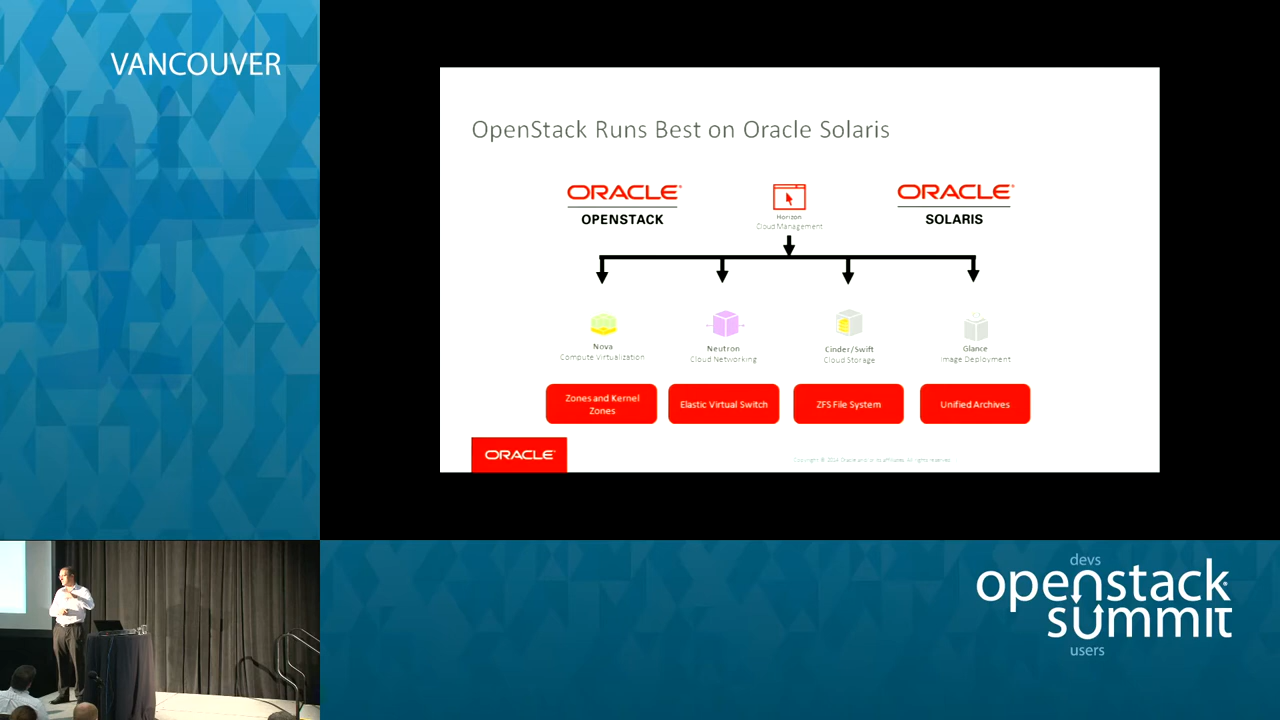 VANCOUVER
OpenStack Runs Best on Oracle Solaris
ORACLE
OPENSTACK
Horizon
Cloud Management
ORACLE
SOLARIS
Nova
Compute Virtualization
Neutron
Cloud Networking
Cinder/Swift
Cloud Storage
Glance
Image Deployment
Zones and Kernel
Zones
Elastic Virtual Switch
ZFS File System
Unified Archives
ORACLE
devs
openstack
summit
users